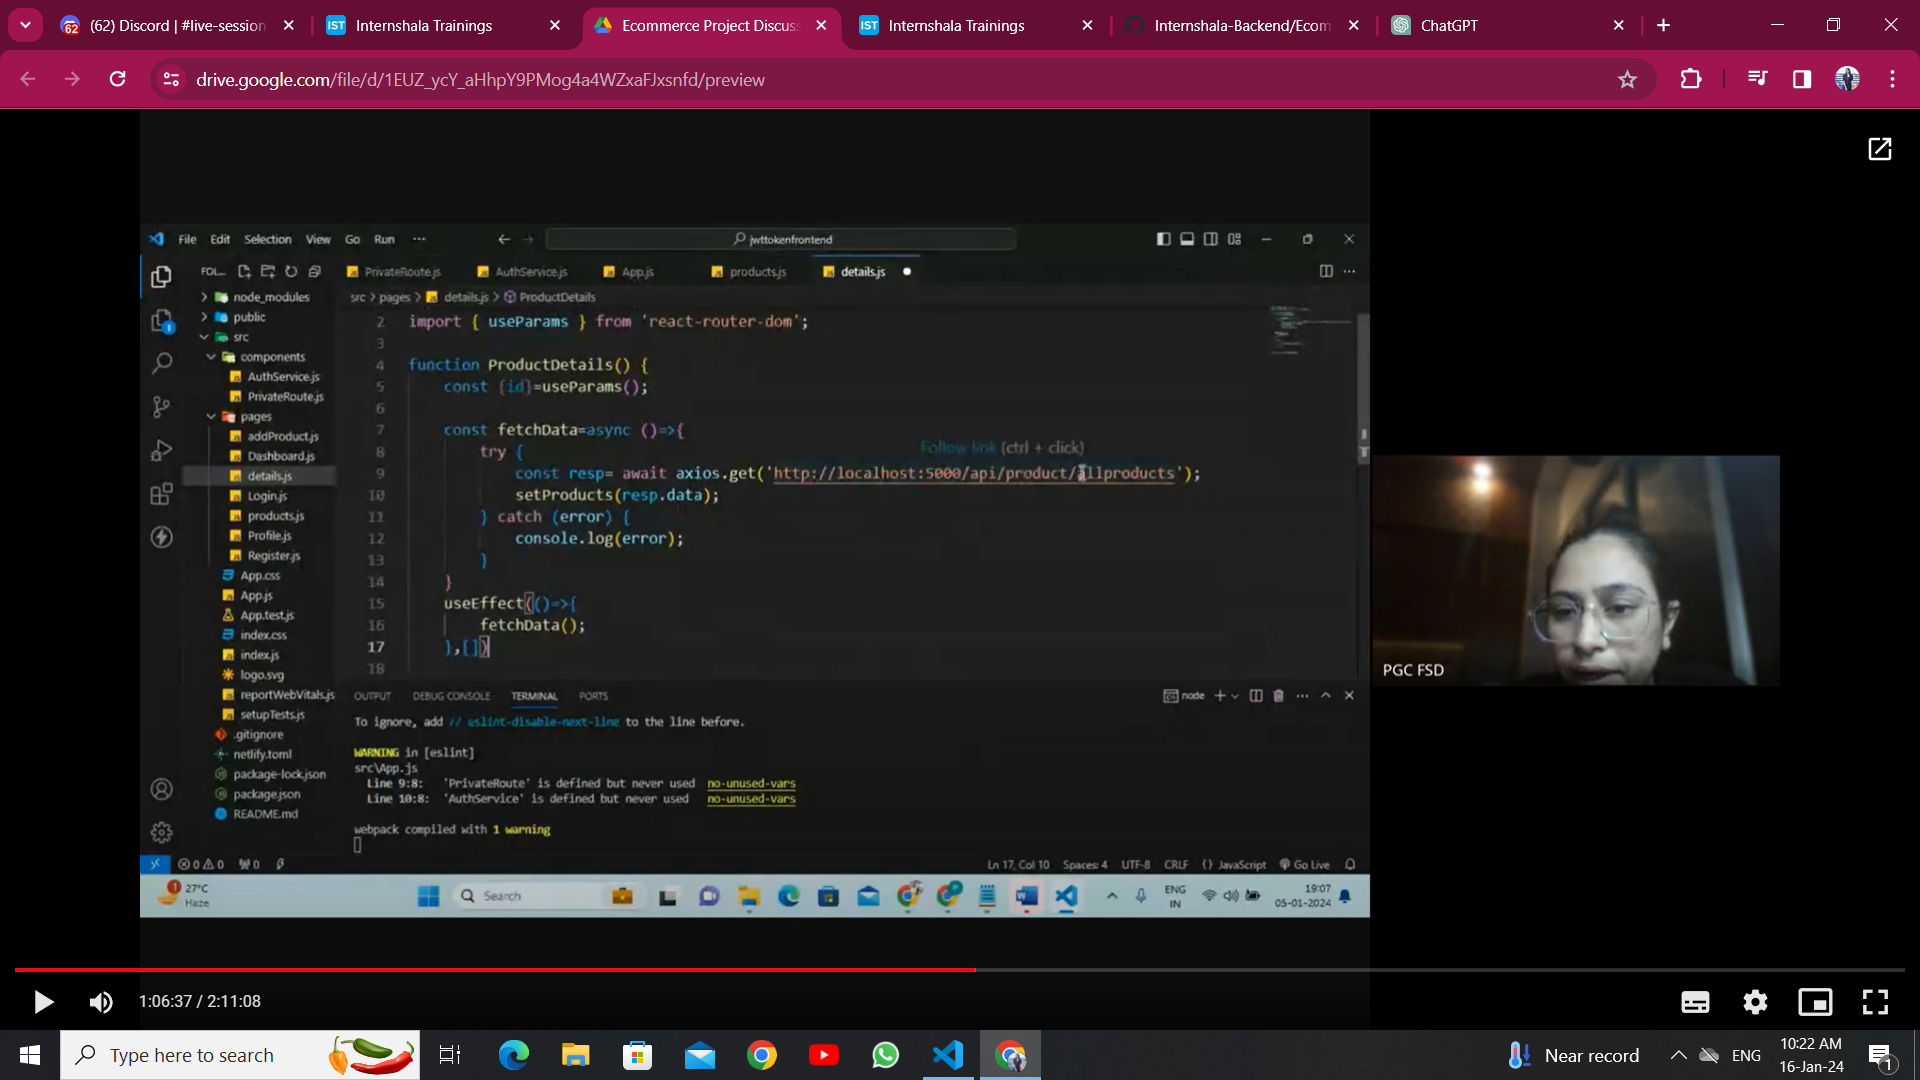 (62) Discord | #live-session
Internshala Trainings
Ecommerce Project Discuss
Internshala Trainings
Internshala-Backend/Ecom
ChatGPT
drive.google.com/file/d/1EUZ_ycY_aHhpY9PMog4a4WZxaFJxsnfd/preview
File Edit Selection View Go Run ···
jwttokenfrontend
FOL...
PrivateRoute.js
AuthService.js
App.js
products.js
details.js
src > pages > details.js > ProductDetails
node_modules
public
src
components
AuthService.js
PrivateRoute.js
pages
addProduct.js
Dashboard.js
details.js
Login.js
products.js
Profile.js
Register.js
App.css
App.js
App.test.js
index.css
index.js
logo.svg
reportWebVitals.js
setupTests.js
.gitignore
netlify.toml
package-lock.json
package.json
README.md
2 import { useParams } from 'react-router-dom';
3
4 function ProductDetails() {
5 const {id}=useParams();
6
7 const fetchData=async ()=>{
Follow link (ctrl + click)
8 try {
9 const resp= await axios.get('http://localhost:5000/api/product/allproducts');
10 setProducts(resp.data);
11 } catch (error) {
12 console.log(error);
13 }
14 }
15 useEffect(()=>{
16 fetchData();
17 },[])
18
OUTPUT DEBUG CONSOLE TERMINAL PORTS
node
To ignore, add // eslint-disable-next-line to the line before.
WARNING in [eslint]
src\App.js
Line 9:8: 'PrivateRoute' is defined but never used no-unused-vars
Line 10:8: 'AuthService' is defined but never used no-unused-vars
webpack compiled with 1 warning
0 0 0
Ln 17, Col 10 Spaces: 4 UTF-8 CRLF {} JavaScript Go Live
1
27°C
Haze
Search
ENG
IN
19:07
05-01-2024
PGC FSD
1:06:37 / 2:11:08
Type here to search
Near record
ENG
10:22 AM
16-Jan-24
1